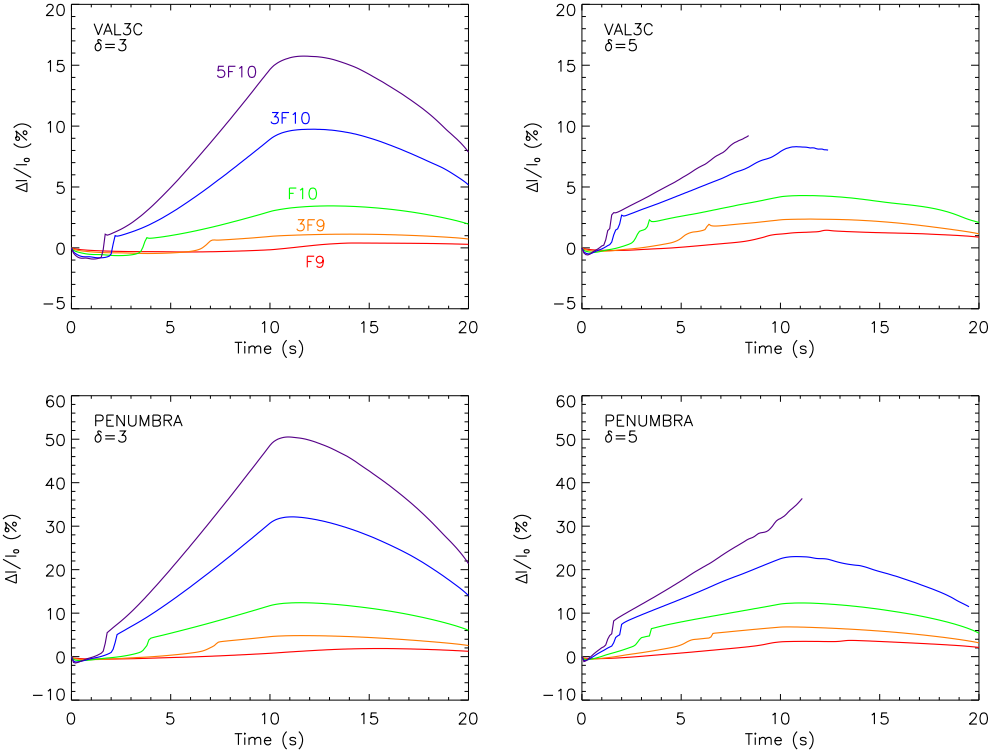 VAL3C
δ=3
5F10
3F10
F10
3F9
F9
20
15
10
5
0
−5
ΔI/I₀ (%)
0 5 10 15 20
Time (s)
VAL3C
δ=5
20
15
10
5
0
−5
ΔI/I₀ (%)
0 5 10 15 20
Time (s)
PENUMBRA
δ=3
60
50
40
30
20
10
0
−10
ΔI/I₀ (%)
0 5 10 15 20
Time (s)
PENUMBRA
δ=5
60
50
40
30
20
10
0
−10
ΔI/I₀ (%)
0 5 10 15 20
Time (s)